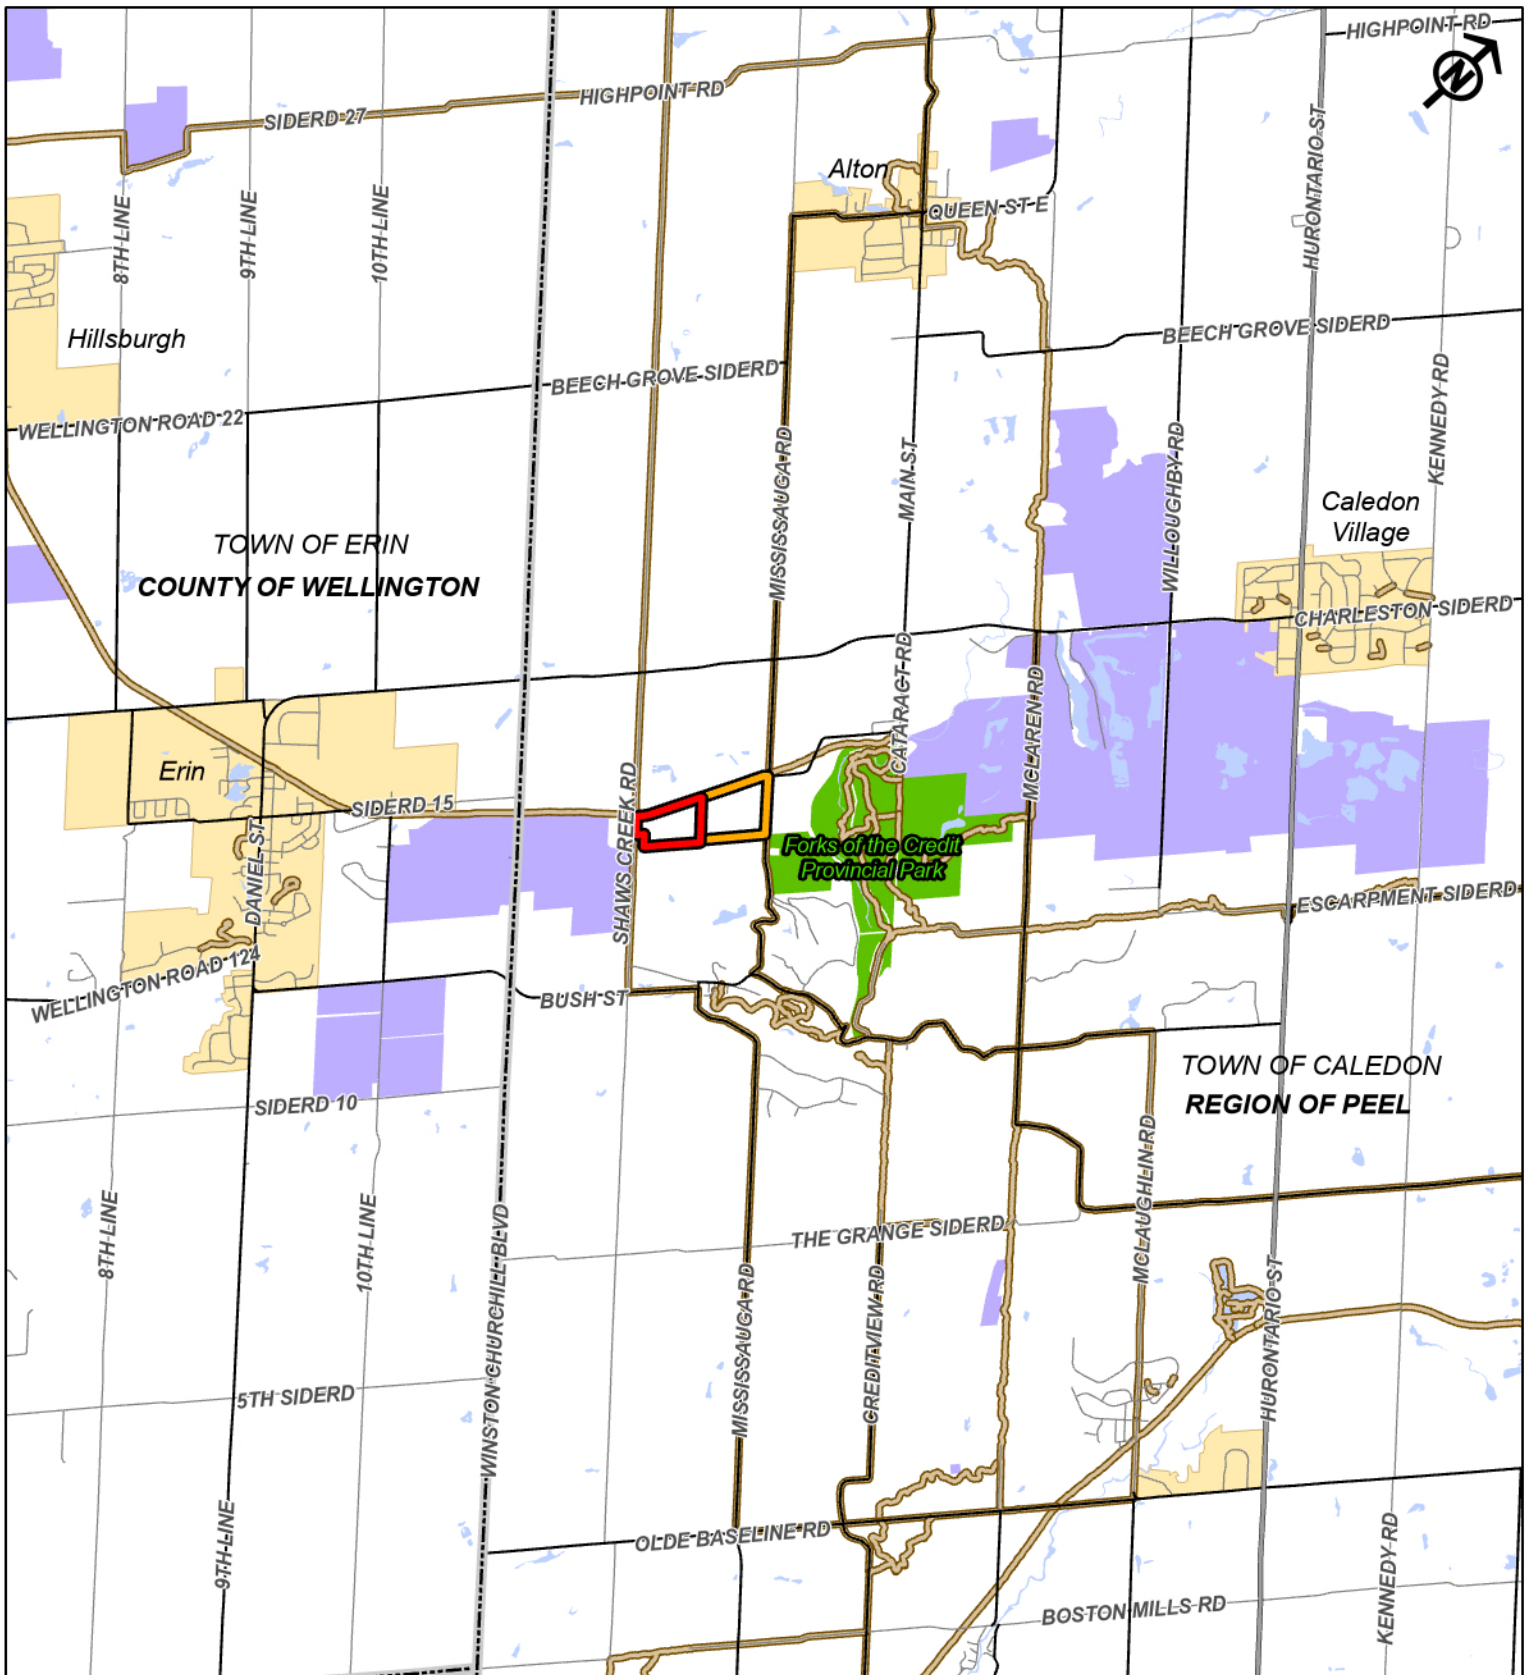 HIGHPOINT RD
N
HIGHPOINT RD
SIDERD 27
HURONTARIO ST
Alton
QUEEN ST E
8TH LINE
9TH LINE
10TH LINE
Hillsburgh
BEECH GROVE SIDERD
BEECH GROVE SIDERD
KENNEDY RD
WELLINGTON ROAD 22
MISSISSAUGA RD
MAIN ST
WILLOUGHBY RD
Caledon
Village
TOWN OF ERIN
COUNTY OF WELLINGTON
CHARLESTON SIDERD
CATARACT RD
MCLAREN RD
Erin
SIDERD 15
SHAWS CREEK RD
Forks of the Credit
Provincial Park
DANIEL ST
ESCARPMENT SIDERD
WELLINGTON ROAD 124
BUSH ST
TOWN OF CALEDON
REGION OF PEEL
SIDERD 10
MCLAUGHLIN RD
8TH LINE
10TH LINE
WINSTON CHURCHILL BLVD
THE GRANGE SIDERD
MISSISSAUGA RD
CREDITVIEW RD
HURONTARIO ST
5TH SIDERD
9TH LINE
OLDE BASELINE RD
KENNEDY RD
BOSTON MILLS RD